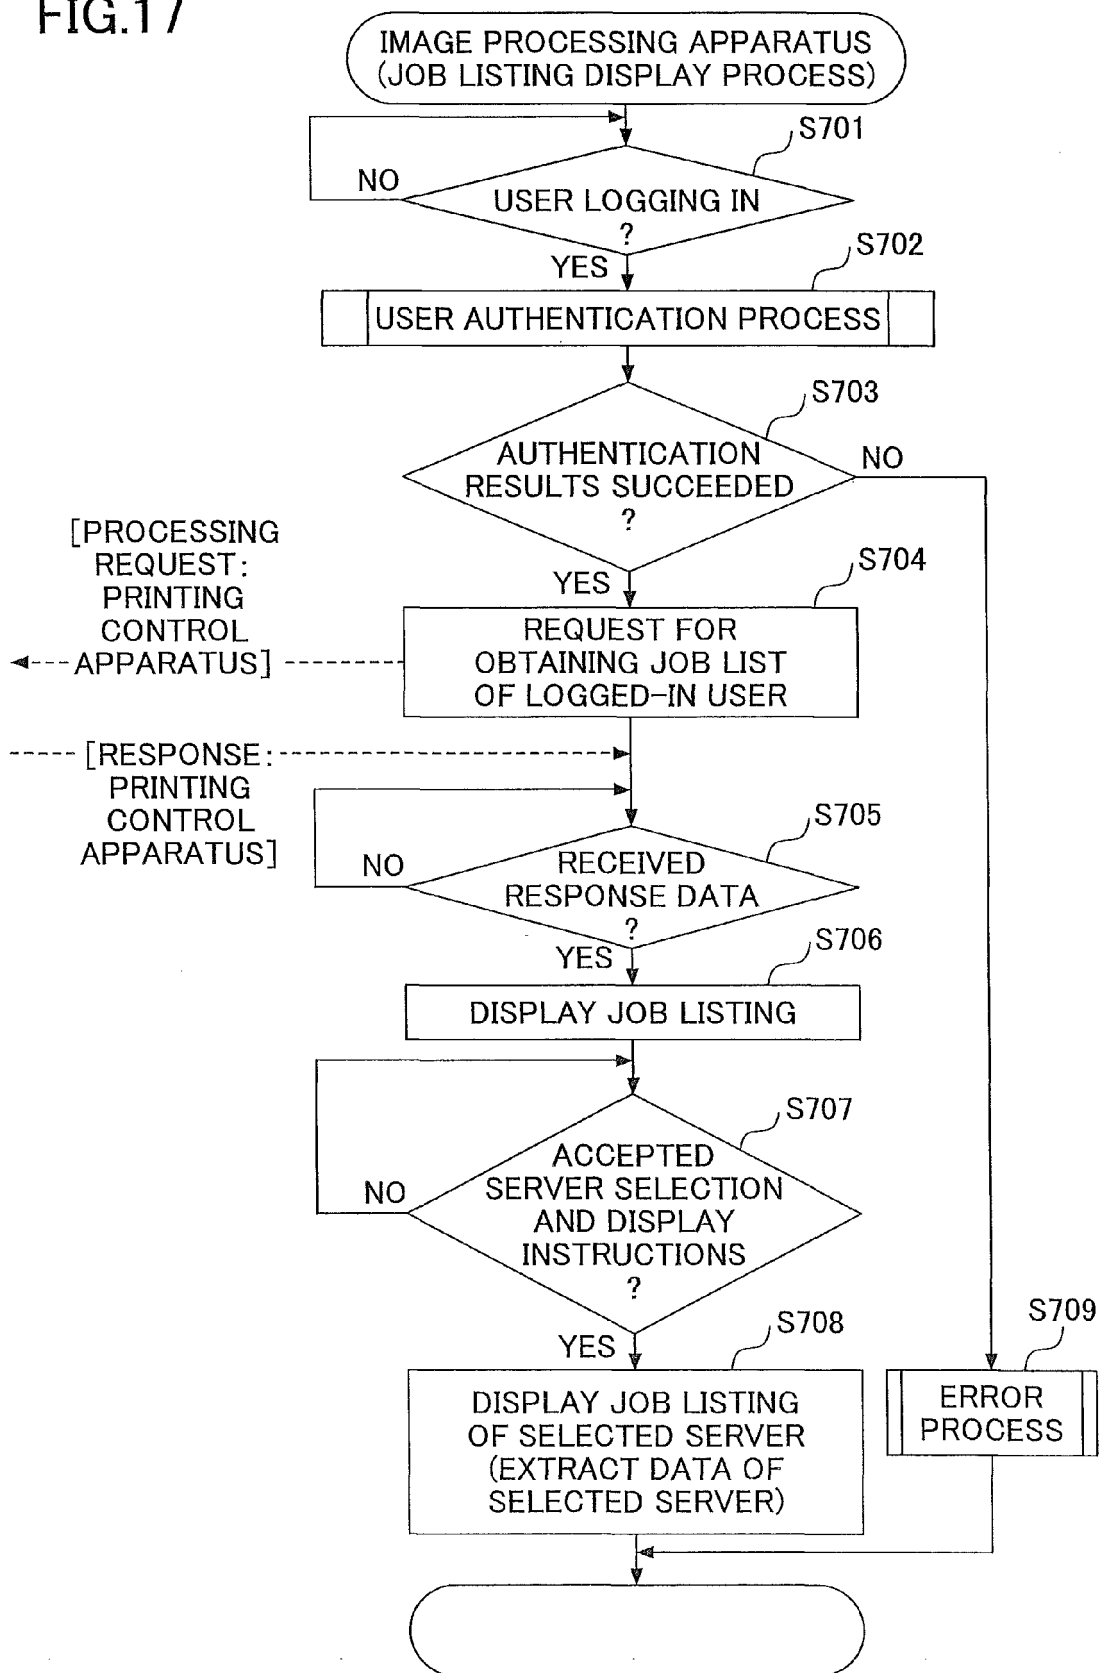 FIG.17
IMAGE PROCESSING APPARATUS
(JOB LISTING DISPLAY PROCESS)
S701
NO
USER LOGGING IN
?
S702
YES
USER AUTHENTICATION PROCESS
S703
AUTHENTICATION
RESULTS SUCCEEDED
?
NO
[PROCESSING
REQUEST:
PRINTING
CONTROL
APPARATUS]
YES
S704
REQUEST FOR
OBTAINING JOB LIST
OF LOGGED-IN USER
[RESPONSE:
PRINTING
CONTROL
APPARATUS]
S705
NO
RECEIVED
RESPONSE DATA
?
S706
YES
DISPLAY JOB LISTING
S707
NO
ACCEPTED
SERVER SELECTION
AND DISPLAY
INSTRUCTIONS
?
YES
S708
S709
DISPLAY JOB LISTING
OF SELECTED SERVER
(EXTRACT DATA OF
SELECTED SERVER)
ERROR
PROCESS